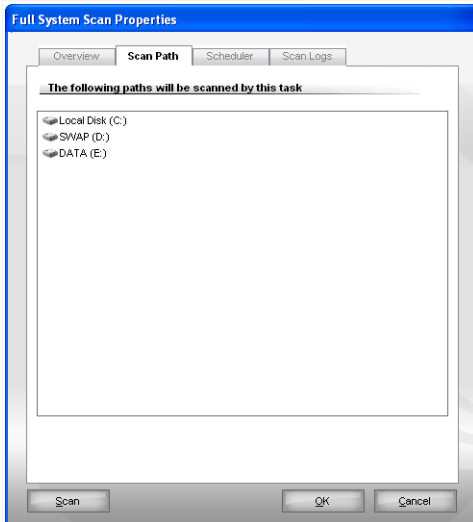 Full System Scan Properties
Overview Scan Path Scheduler Scan Logs
The following paths will be scanned by this task
Local Disk (C:)
SWAP (D:)
DATA (E:)
Scan OK Cancel